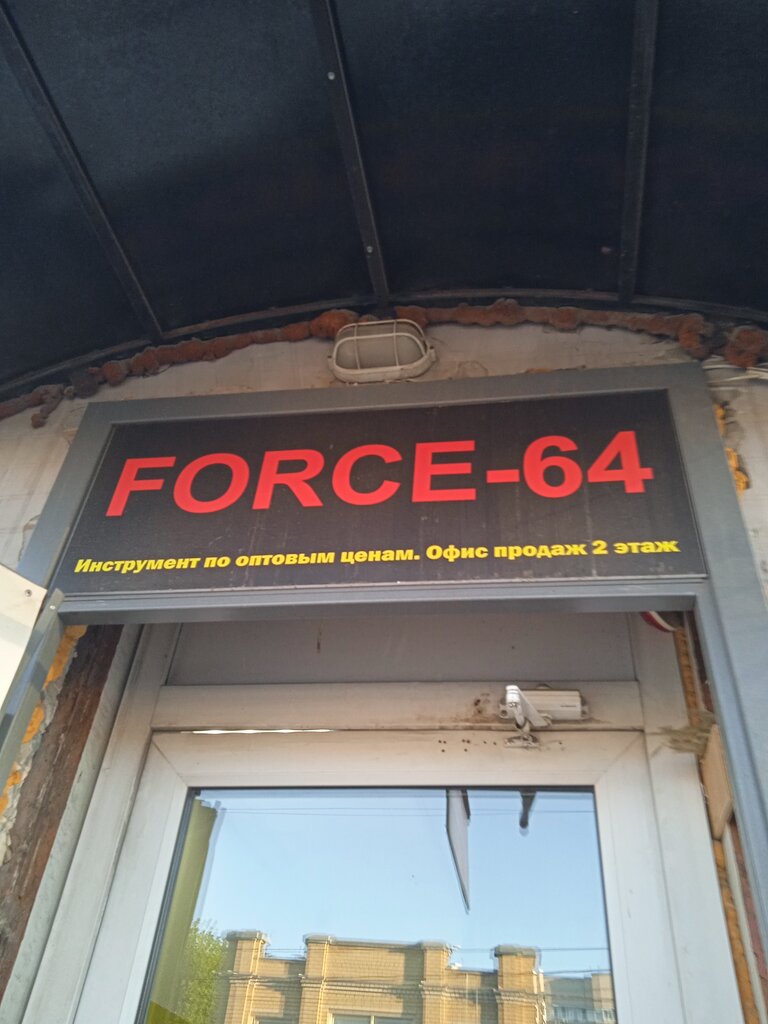 FORCE-64
Инструмент по оптовым ценам. Офис продаж 2 этаж